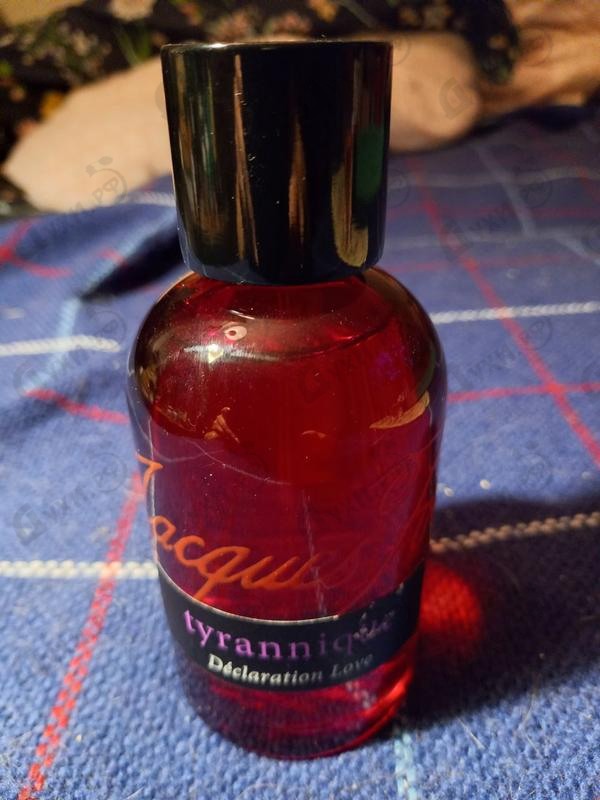 Jacques
tyrannique
Déclaration Love